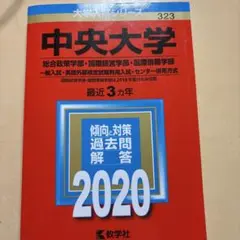 大学入試シリーズ
323
中央大学
総合政策学部・国際経営学部・国際情報学部
一般入試・英語外部検定試験利用入試・センター併用方式
最近3ヵ年
傾向と対策
過去問
解答
2020
教学社